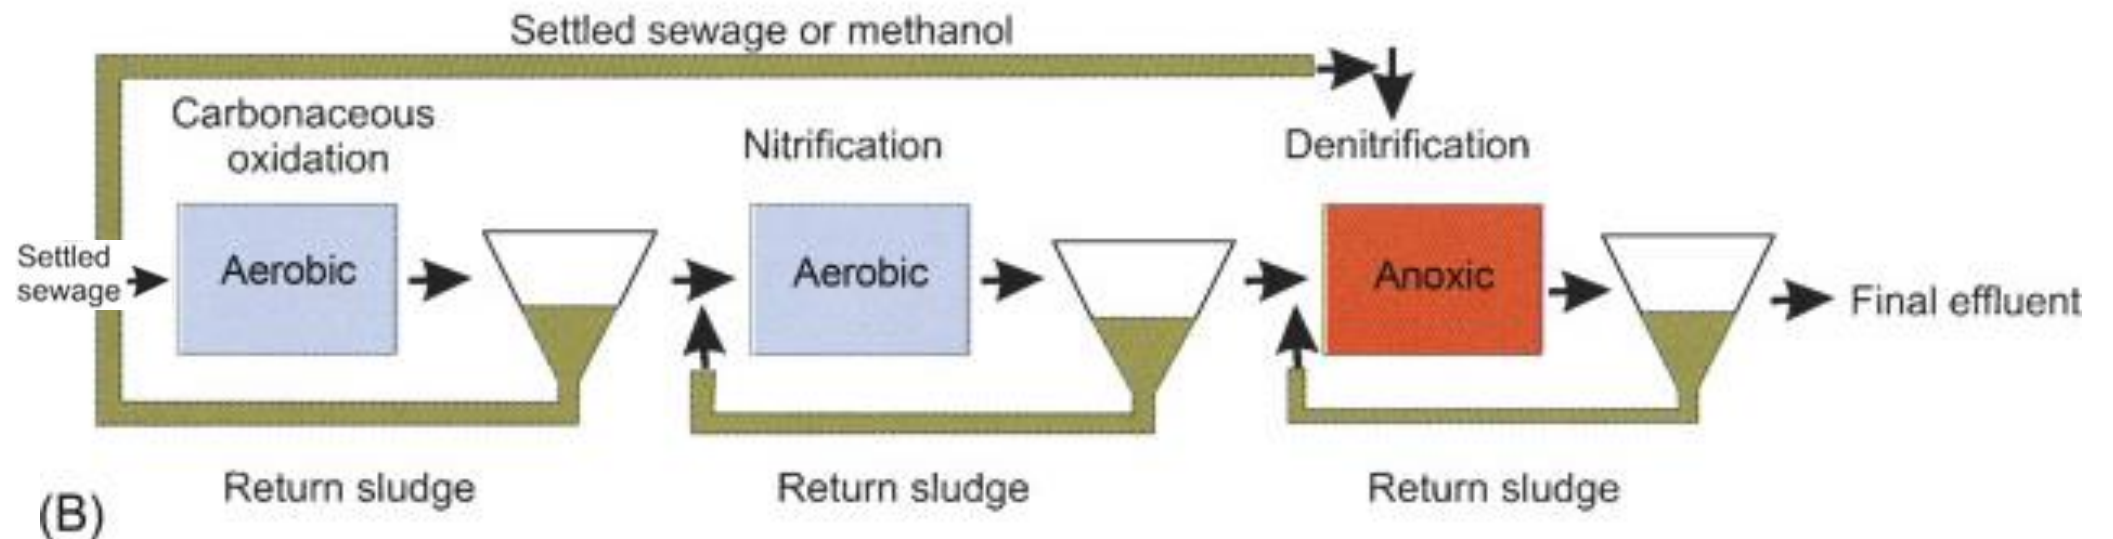 Settled sewage or methanol
Carbonaceous
oxidation
Nitrification
Denitrification
Settled
sewage
Aerobic
Aerobic
Anoxic
Final effluent
Return sludge
Return sludge
Return sludge
(B)